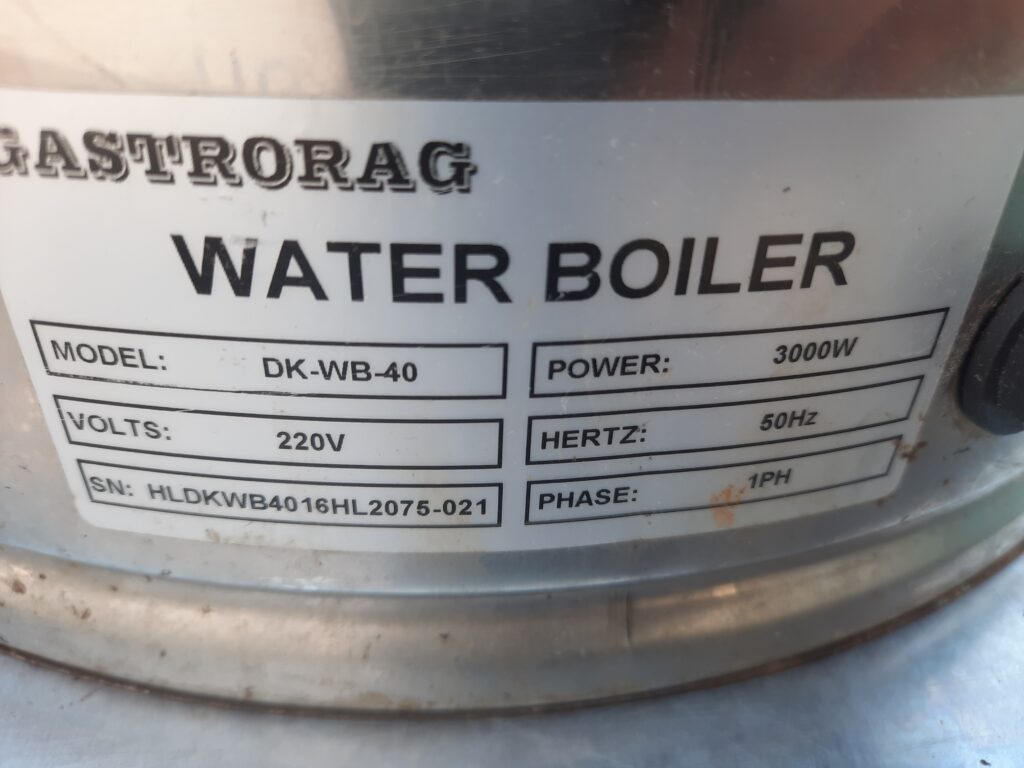 GASTRORAG
WATER BOILER
MODEL: DK-WB-40
POWER: 3000W
VOLTS: 220V
HERTZ: 50Hz
SN: HLDKWB4016HL2075-021
PHASE: 1PH